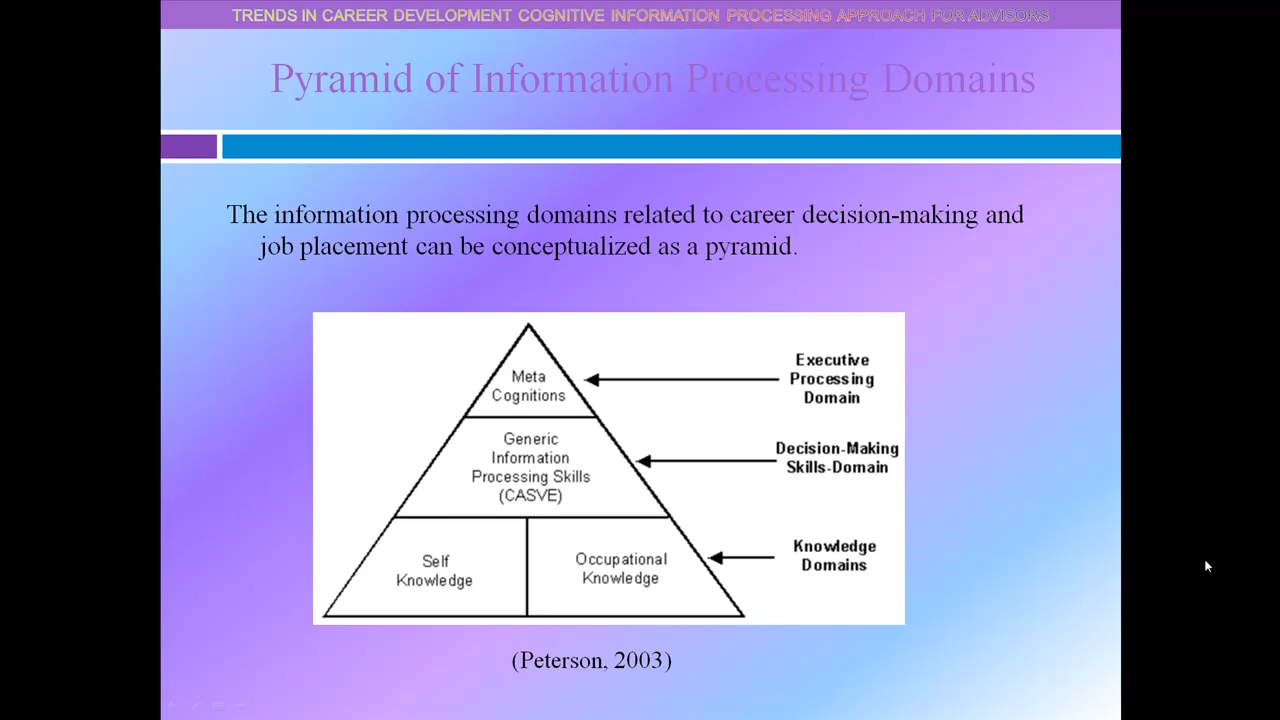 TRENDS IN CAREER DEVELOPMENT COGNITIVE INFORMATION PROCESSING APPROACH FOR ADVISORS
Pyramid of Information Processing Domains
The information processing domains related to career decision-making and
job placement can be conceptualized as a pyramid.
Meta
Cognitions
Executive
Processing
Domain
Generic
Information
Processing Skills
(CASVE)
Decision-Making
Skills-Domain
Self
Knowledge
Occupational
Knowledge
Knowledge
Domains
(Peterson, 2003)